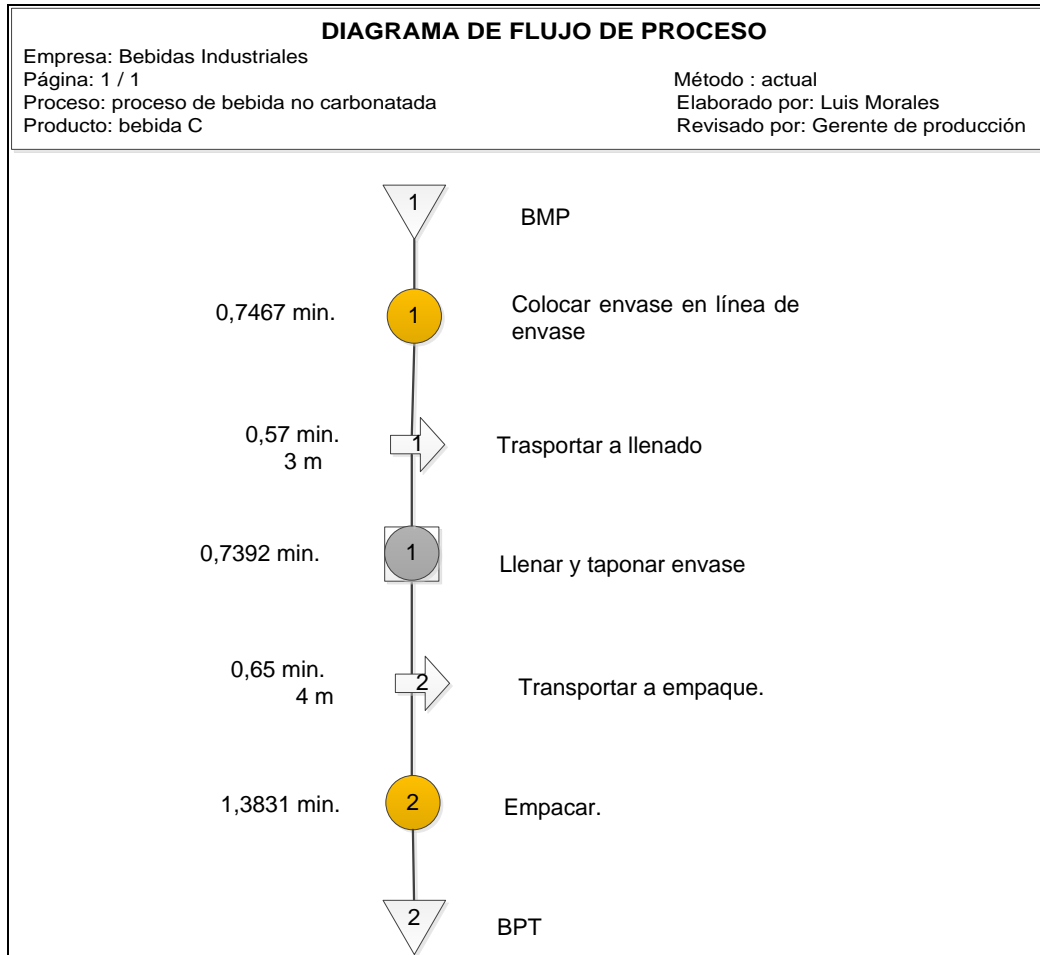 DIAGRAMA DE FLUJO DE PROCESO
Empresa: Bebidas Industriales
Página: 1 / 1
Método : actual
Proceso: proceso de bebida no carbonatada
Elaborado por: Luis Morales
Producto: bebida C
Revisado por: Gerente de producción
1
BMP
0,7467 min.
1
Colocar envase en línea de
envase
0,57 min.
3 m
1
Trasportar a llenado
0,7392 min.
1
Llenar y taponar envase
0,65 min.
4 m
2
Transportar a empaque.
1,3831 min.
2
Empacar.
2
BPT